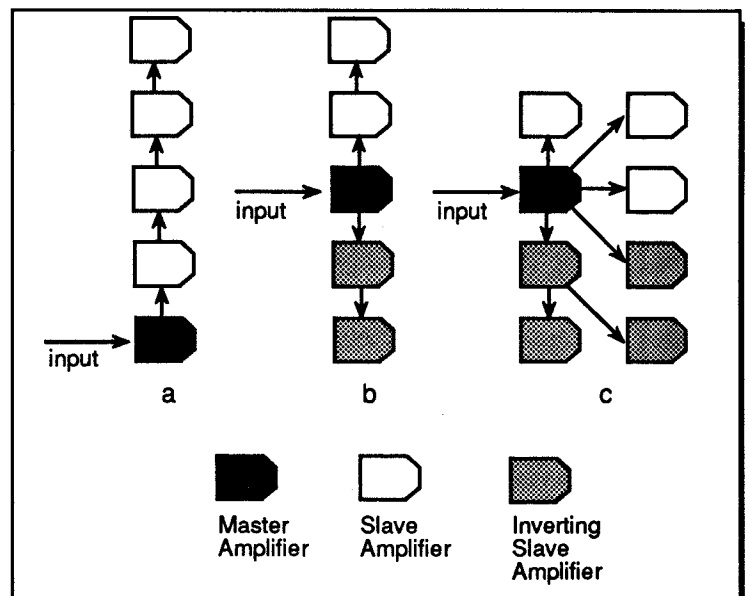 input
input
input
a
b
c
Master
Amplifier
Slave
Amplifier
Inverting
Slave
Amplifier